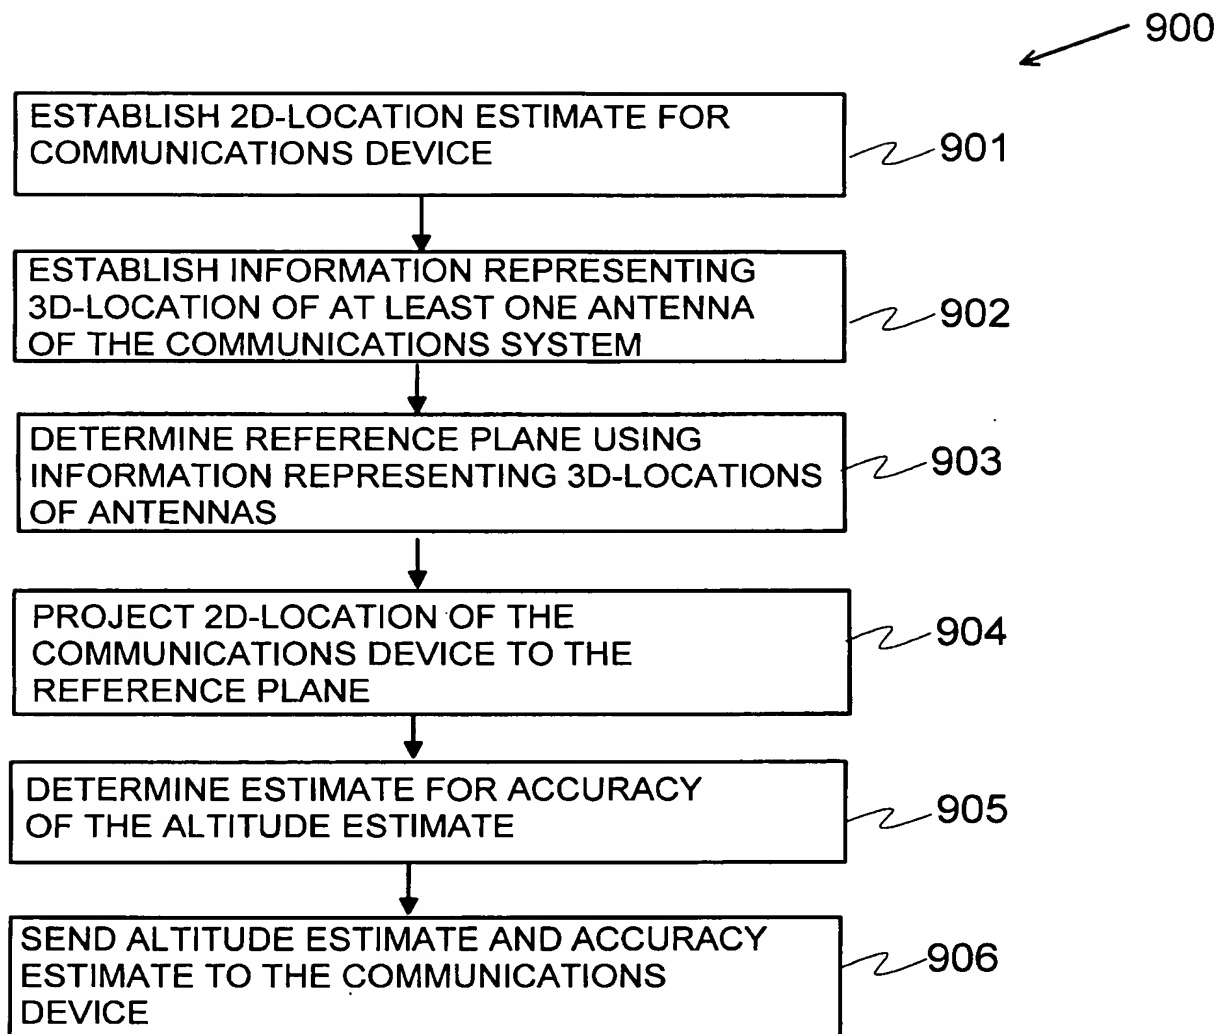 900
ESTABLISH 2D-LOCATION ESTIMATE FOR
COMMUNICATIONS DEVICE
901
ESTABLISH INFORMATION REPRESENTING
3D-LOCATION OF AT LEAST ONE ANTENNA
OF THE COMMUNICATIONS SYSTEM
902
DETERMINE REFERENCE PLANE USING
INFORMATION REPRESENTING 3D-LOCATIONS
OF ANTENNAS
903
PROJECT 2D-LOCATION OF THE
COMMUNICATIONS DEVICE TO THE
REFERENCE PLANE
904
DETERMINE ESTIMATE FOR ACCURACY
OF THE ALTITUDE ESTIMATE
905
SEND ALTITUDE ESTIMATE AND ACCURACY
ESTIMATE TO THE COMMUNICATIONS
DEVICE
906